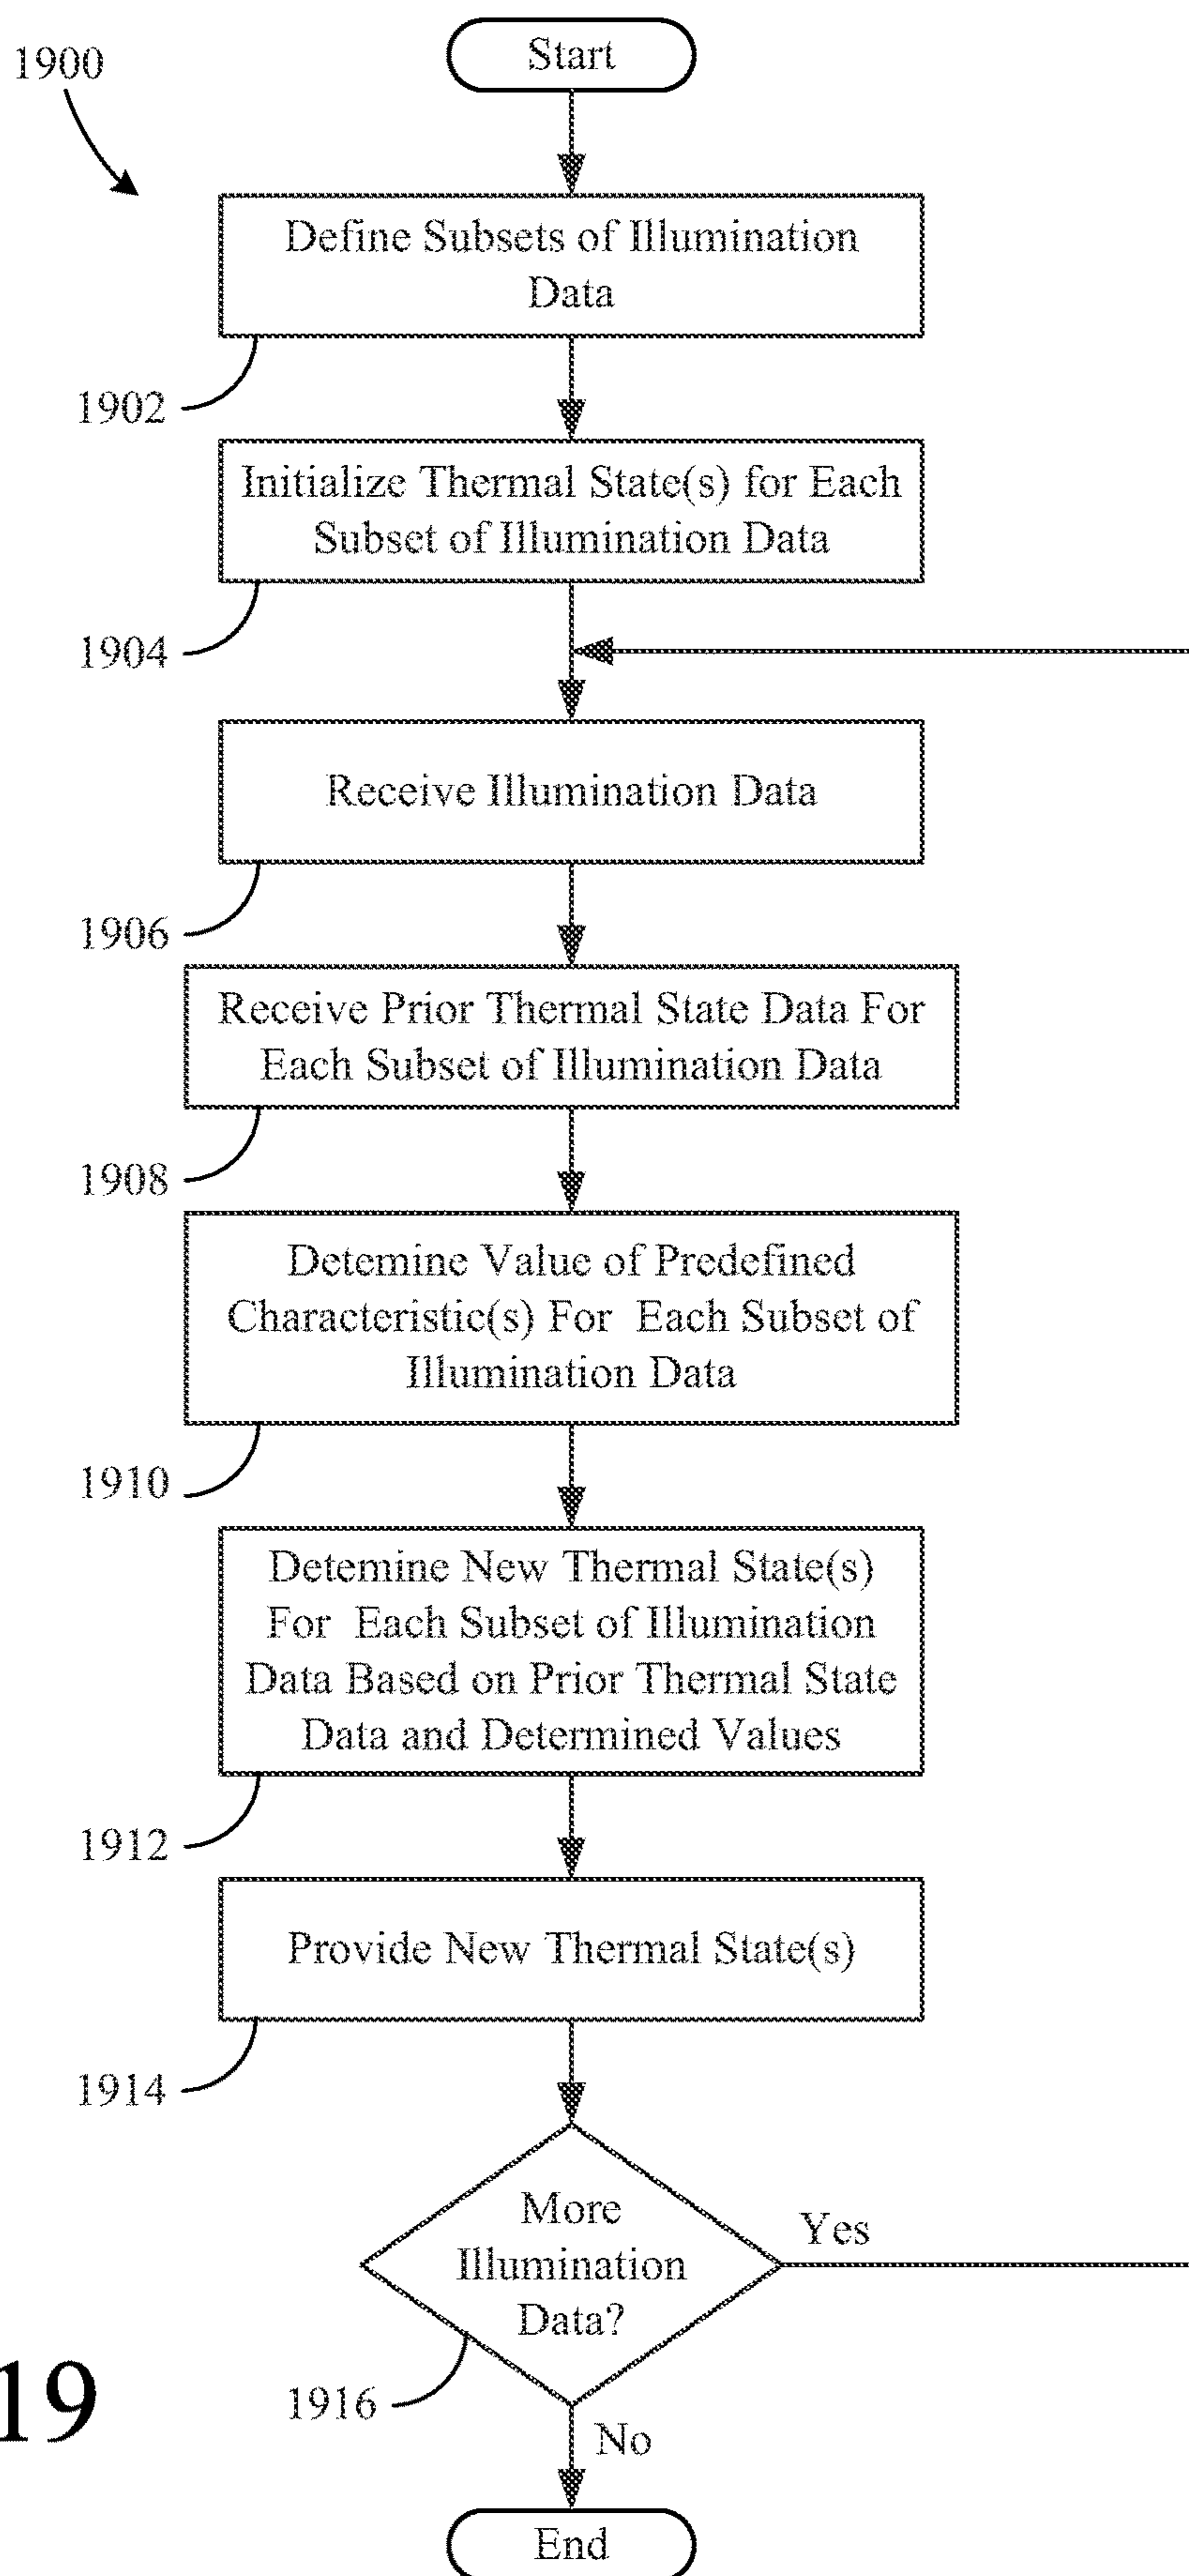 Start
1900
Define Subsets of Illumination
Data
1902
Initialize Thermal State(s) for Each
Subset of Illumination Data
1904
Receive Illumination Data
1906
Receive Prior Thermal State Data For
Each Subset of Illumination Data
1908
Detemine Value of Predefined
Characteristic(s) For Each Subset of
Illumination Data
1910
Detemine New Thermal State(s)
For Each Subset of Illumination
Data Based on Prior Thermal State
Data and Determined Values
1912
Provide New Thermal State(s)
1914
More
Illumination
Data?
Yes
1916
No
19
End